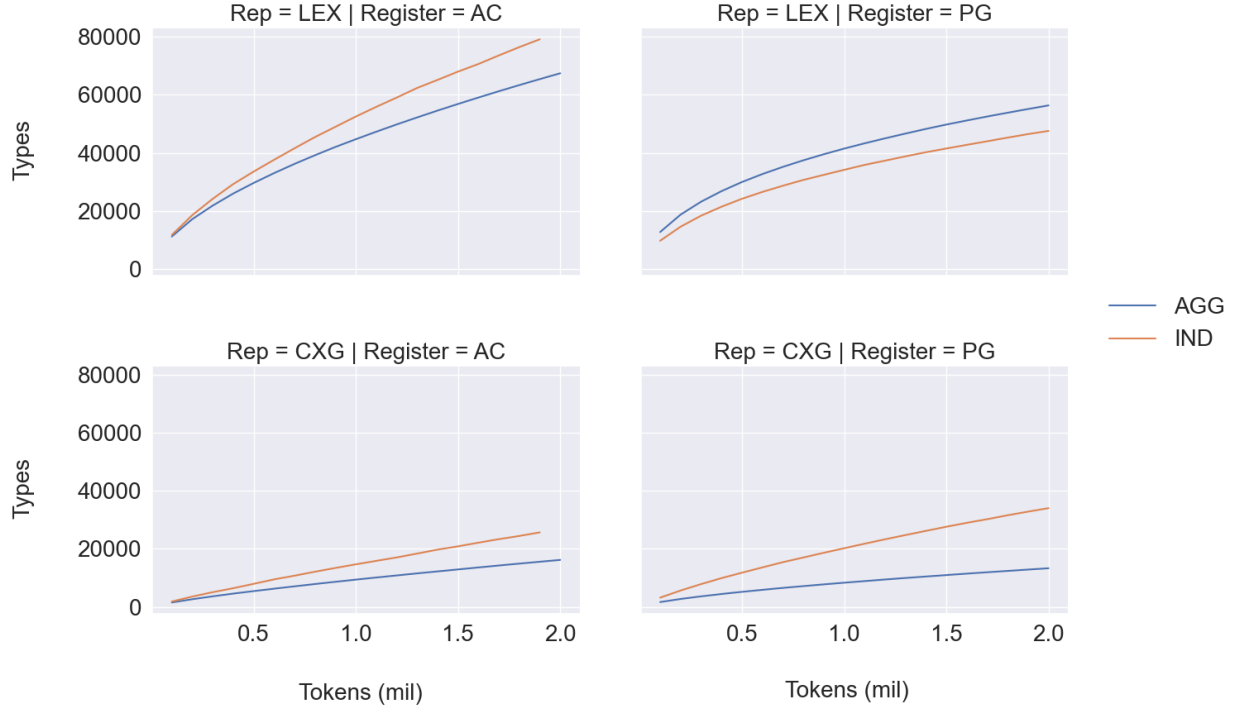 Rep = LEX | Register = AC
Rep = LEX | Register = PG
80000
60000
40000
20000
0
Types
AGG
IND
Rep = CXG | Register = AC
Rep = CXG | Register = PG
80000
60000
40000
20000
0
Types
0.5
1.0
1.5
2.0
0.5
1.0
1.5
2.0
Tokens (mil)
Tokens (mil)